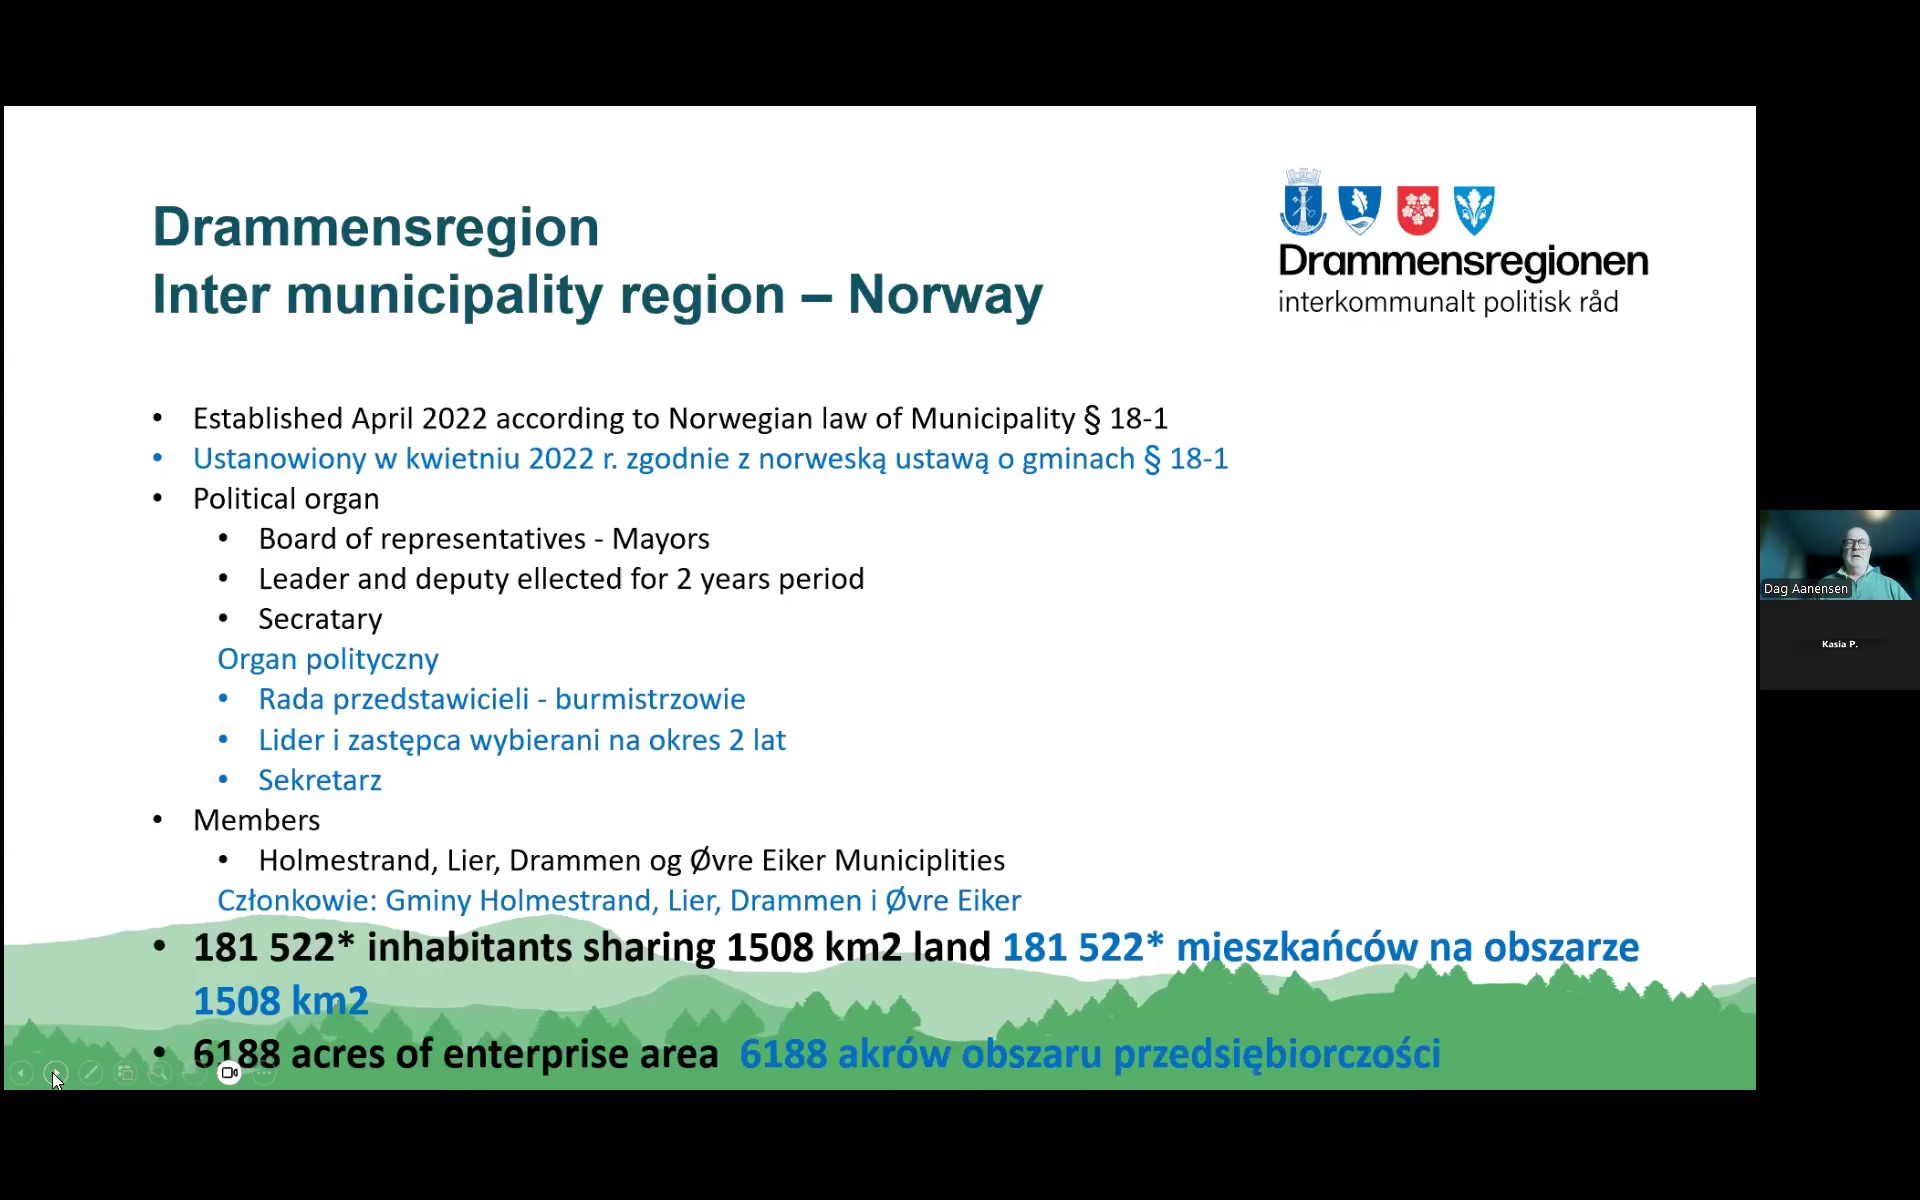 Drammensregion
Inter municipality region – Norway
Drammensregionen
interkommunalt politisk råd
• Established April 2022 according to Norwegian law of Municipality § 18-1
• Ustanowiony w kwietniu 2022 r. zgodnie z norweską ustawą o gminach § 18-1
• Political organ
• Board of representatives - Mayors
• Leader and deputy ellected for 2 years period
• Secratary
Organ polityczny
• Rada przedstawicieli - burmistrzowie
• Lider i zastępca wybierani na okres 2 lat
• Sekretarz
• Members
• Holmestrand, Lier, Drammen og Øvre Eiker Municiplities
Członkowie: Gminy Holmestrand, Lier, Drammen i Øvre Eiker
• 181 522* inhabitants sharing 1508 km2 land 181 522* mieszkańców na obszarze
1508 km2
• 6188 acres of enterprise area 6188 akrów obszaru przedsiębiorczości
Dag Aanensen
Kasia P.